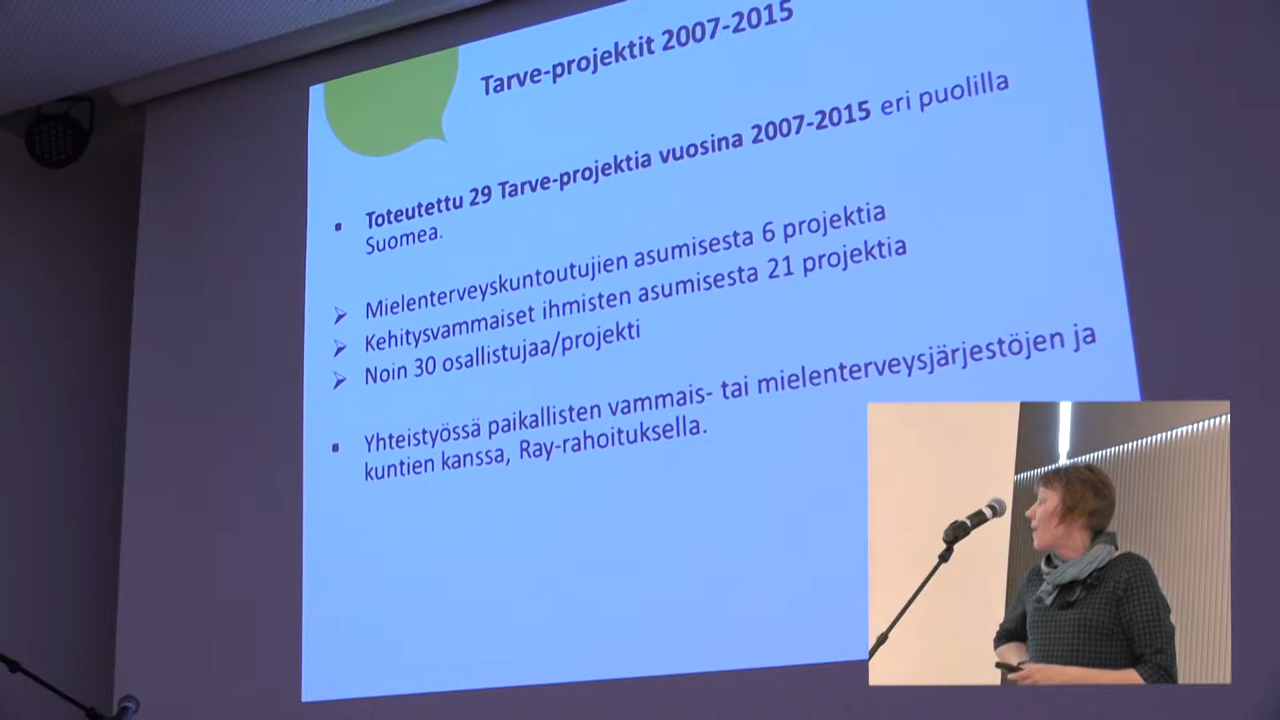 Tarve-projektit 2007-2015
▪ Toteutettu 29 Tarve-projektia vuosina 2007-2015 eri puolilla
Suomea.
➢ Mielenterveyskuntoutujien asumisesta 6 projektia
➢ Kehitysvammaiset ihmisten asumisesta 21 projektia
➢ Noin 30 osallistujaa/projekti
▪ Yhteistyössä paikallisten vammais- tai mielenterveysjärjestöjen ja
kuntien kanssa, Ray-rahoituksella.